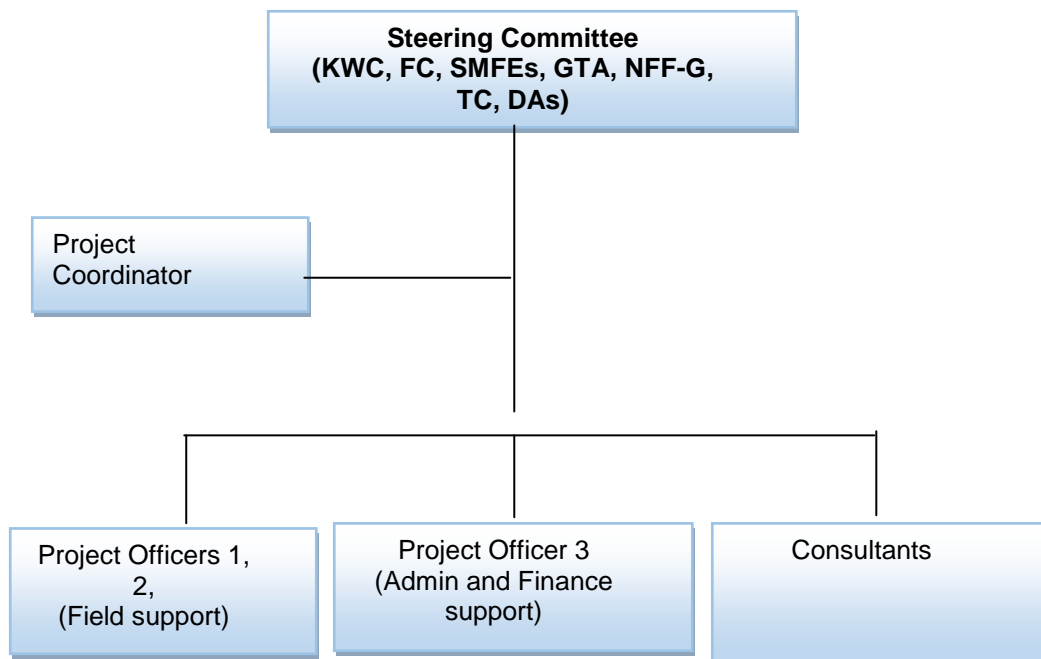 Steering Committee
(KWC, FC, SMFEs, GTA, NFF-G,
TC, DAs)
Project
Coordinator
Project Officers 1,
2,
(Field support)
Project Officer 3
(Admin and Finance
support)
Consultants